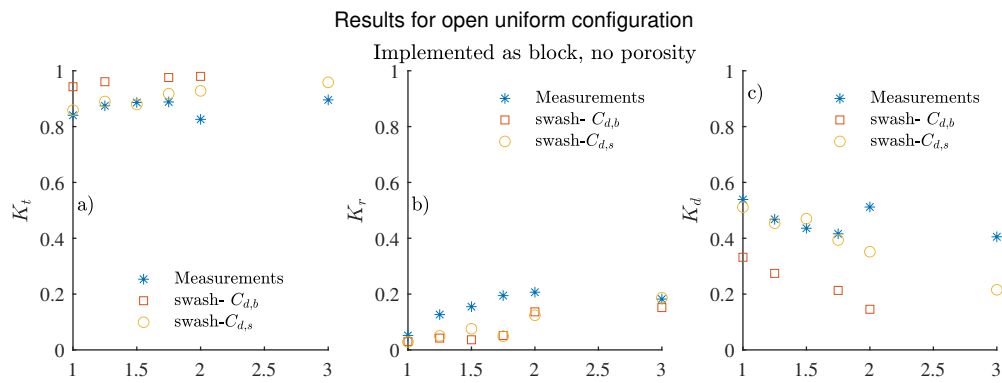 Results for open uniform configuration
Implemented as block, no porosity
1
0.8
0.6
0.4
0.2
0
K_t
a)
Measurements
swash- C_{d,b}
swash-C_{d,s}
1 1.5 2 2.5 3
1
0.8
0.6
0.4
0.2
0
K_r
b)
Measurements
swash- C_{d,b}
swash-C_{d,s}
1 1.5 2 2.5 3
1
0.8
0.6
0.4
0.2
0
K_d
c)
Measurements
swash- C_{d,b}
swash-C_{d,s}
1 1.5 2 2.5 3